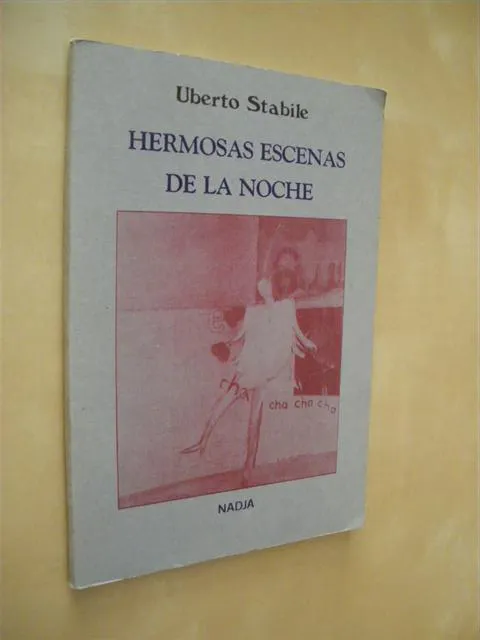 Uberto Stabile
HERMOSAS ESCENAS
DE LA NOCHE
cha
cha cha cha
NADJA